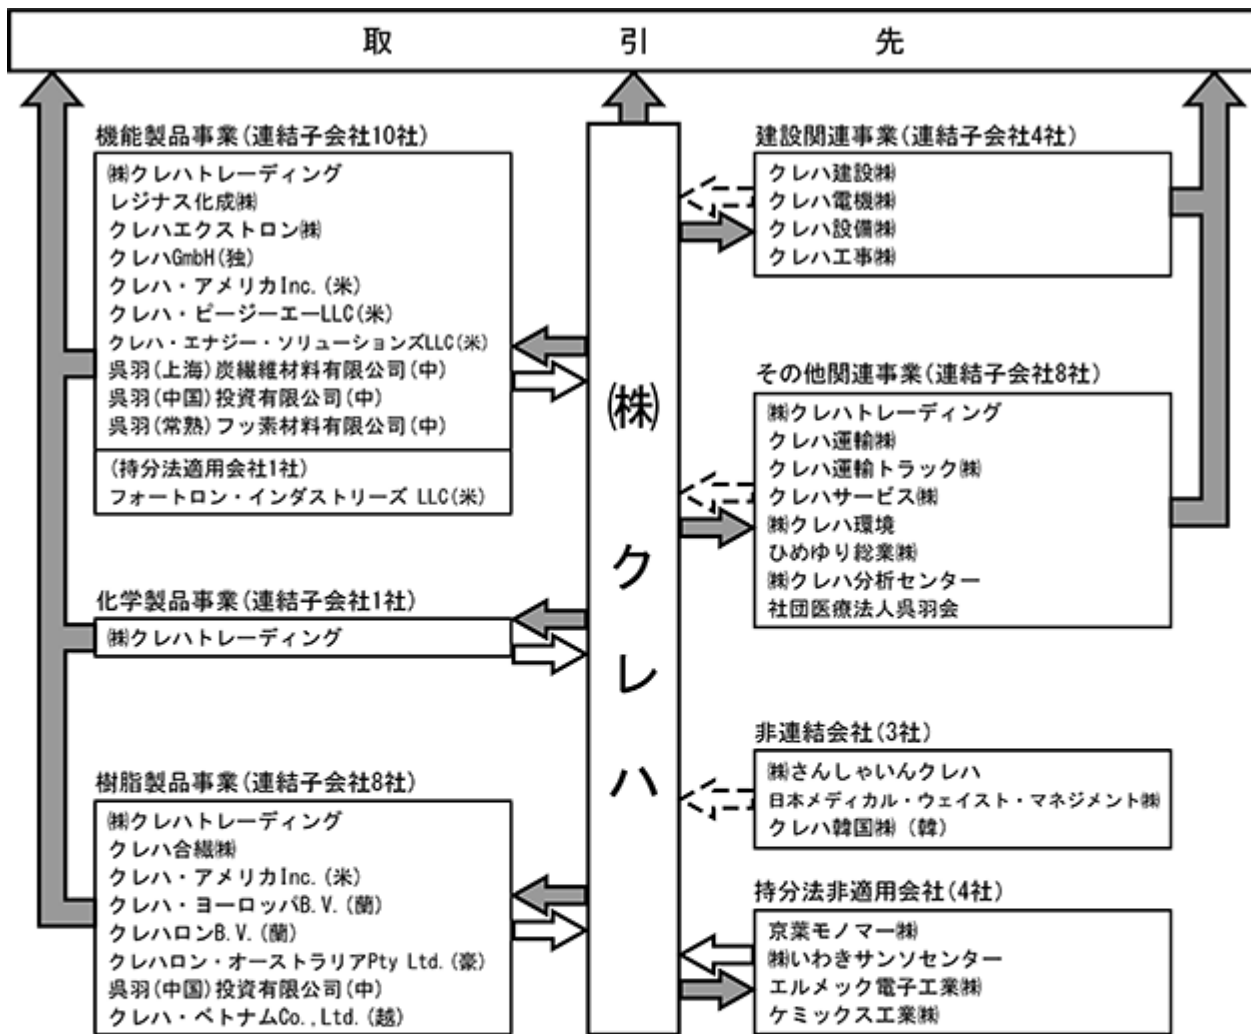 取引先
機能製品事業(連結子会社10社)
㈱クレハトレーディング
レジナス化成㈱
クレハエクストロン㈱
クレハGmbH(独)
クレハ・アメリカInc.(米)
クレハ・ピージーエーLLC(米)
クレハ・エナジー・ソリューションズLLC(米)
呉羽(上海)炭繊維材料有限公司(中)
呉羽(中国)投資有限公司(中)
呉羽(常熟)フッ素材料有限公司(中)
(持分法適用会社1社)
フォートロン・インダストリーズ LLC(米)
化学製品事業(連結子会社1社)
㈱クレハトレーディング
樹脂製品事業(連結子会社8社)
㈱クレハトレーディング
クレハ合繊㈱
クレハ・アメリカInc.(米)
クレハ・ヨーロッパB.V.(蘭)
クレハロンB.V.(蘭)
クレハロン・オーストラリアPty Ltd.(豪)
呉羽(中国)投資有限公司(中)
クレハ・ベトナムCo.,Ltd.(越)
(株)クレハ
建設関連事業(連結子会社4社)
クレハ建設㈱
クレハ電機㈱
クレハ設備㈱
クレハ工事㈱
その他関連事業(連結子会社8社)
㈱クレハトレーディング
クレハ運輸㈱
クレハ運輸トラック㈱
クレハサービス㈱
㈱クレハ環境
ひめゆり総業㈱
㈱クレハ分析センター
社団医療法人呉羽会
非連結会社(3社)
㈱さんしゃいんクレハ
日本メディカル・ウェイスト・マネジメント㈱
クレハ韓国㈱(韓)
持分法非適用会社(4社)
京葉モノマー㈱
㈱いわきサンソセンター
エルメック電子工業㈱
ケミックス工業㈱